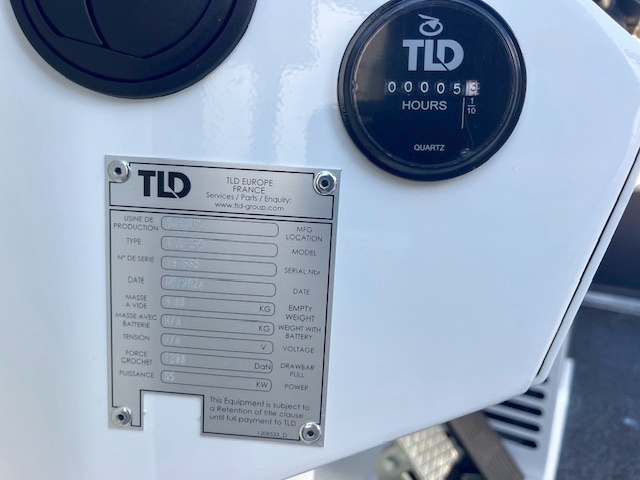 TLD
00005 3
HOURS
1/10
QUARTZ
TLD
TLD EUROPE
FRANCE
Services / Parts / Enquiry:
www.tld-group.com
USINE DE PRODUCTION MFG LOCATION
TYPE MODEL
N° DE SERIE SERIAL Nbr
DATE DATE
MASSE A VIDE KG EMPTY WEIGHT
MASSE AVEC BATTERIE N/A KG WEIGHT WITH BATTERY
TENSION N/A V VOLTAGE
FORCE CROCHET DaN DRAWBAR PULL
PUISSANCE KW POWER
This Equipment is subject to
a Retention of title clause
until full payment to TLD